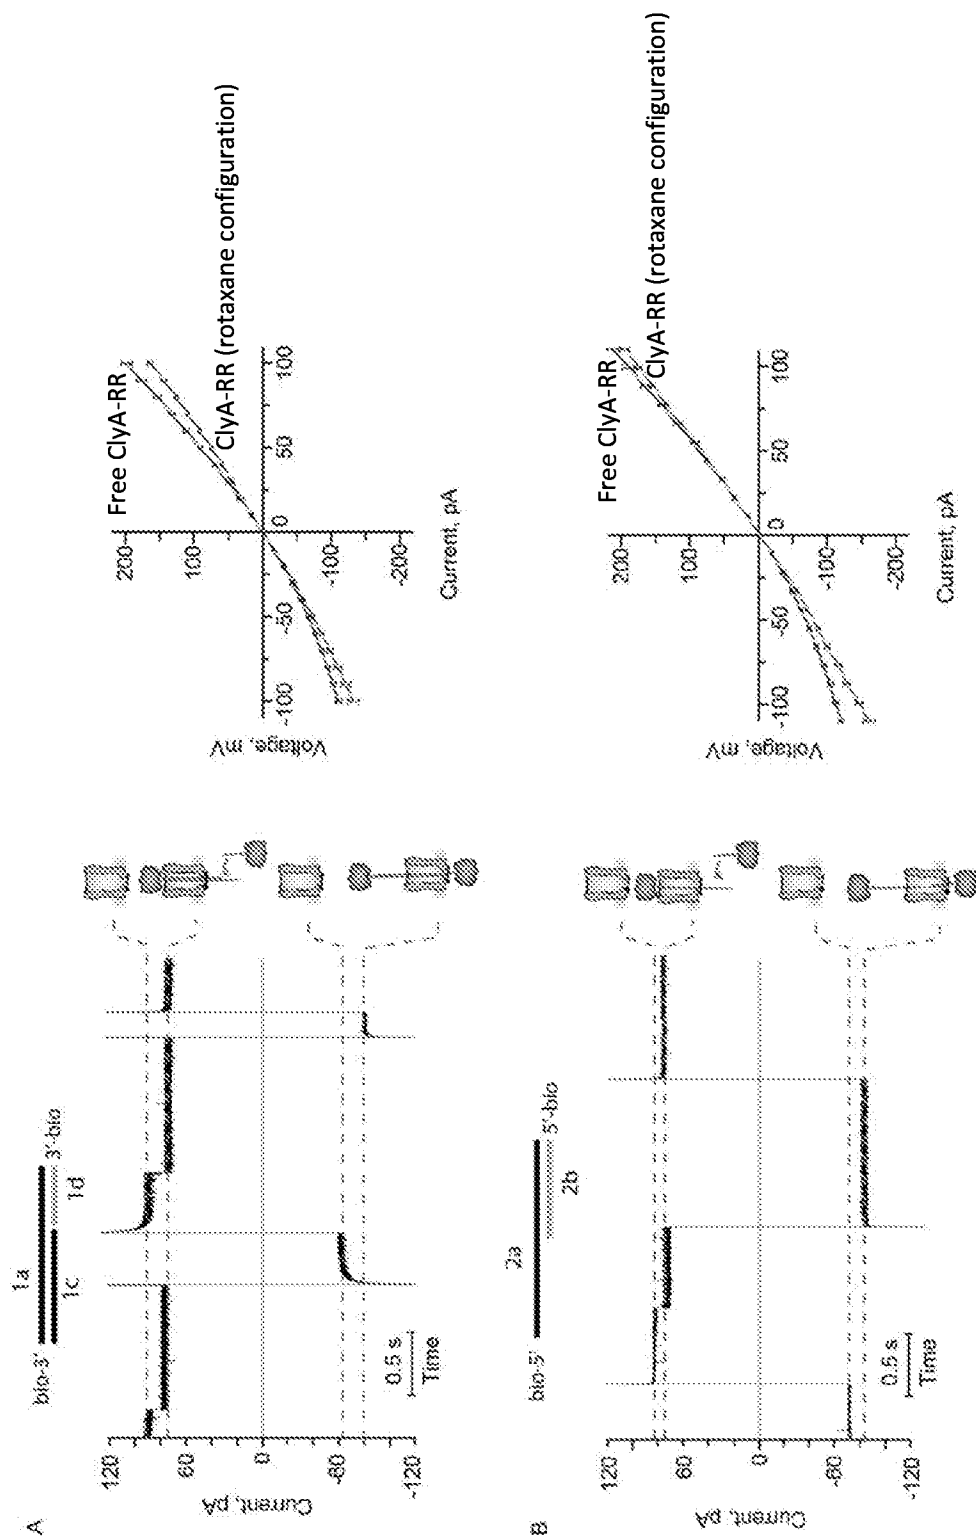 A
bio-3'
1a
1c
1d
3'-bio
Current, pA
120
60
0
-60
-120
0.5 s
Time
Voltage, mV
200
100
0
-100
-200
-100
-50
50
100
Current, pA
Free ClyA-RR
ClyA-RR (rotaxane configuration)
B
bio-5'
2a
2b
5'-bio
Current, pA
120
60
0
-60
-120
0.5 s
Time
Voltage, mV
200
100
0
-100
-200
-100
-50
50
100
Current, pA
Free ClyA-RR
ClyA-RR (rotaxane configuration)